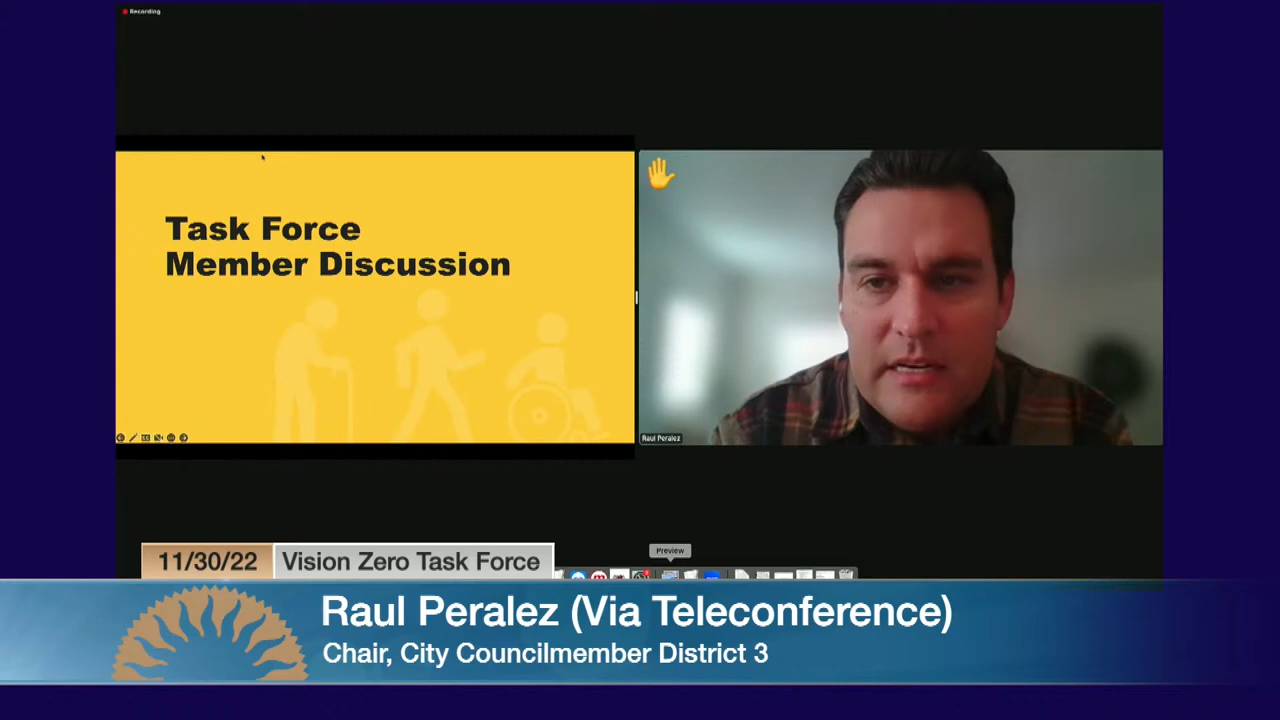 Recording
Task Force
Member Discussion
Raul Peralez
Preview
11/30/22
Vision Zero Task Force
Raul Peralez (Via Teleconference)
Chair, City Councilmember District 3